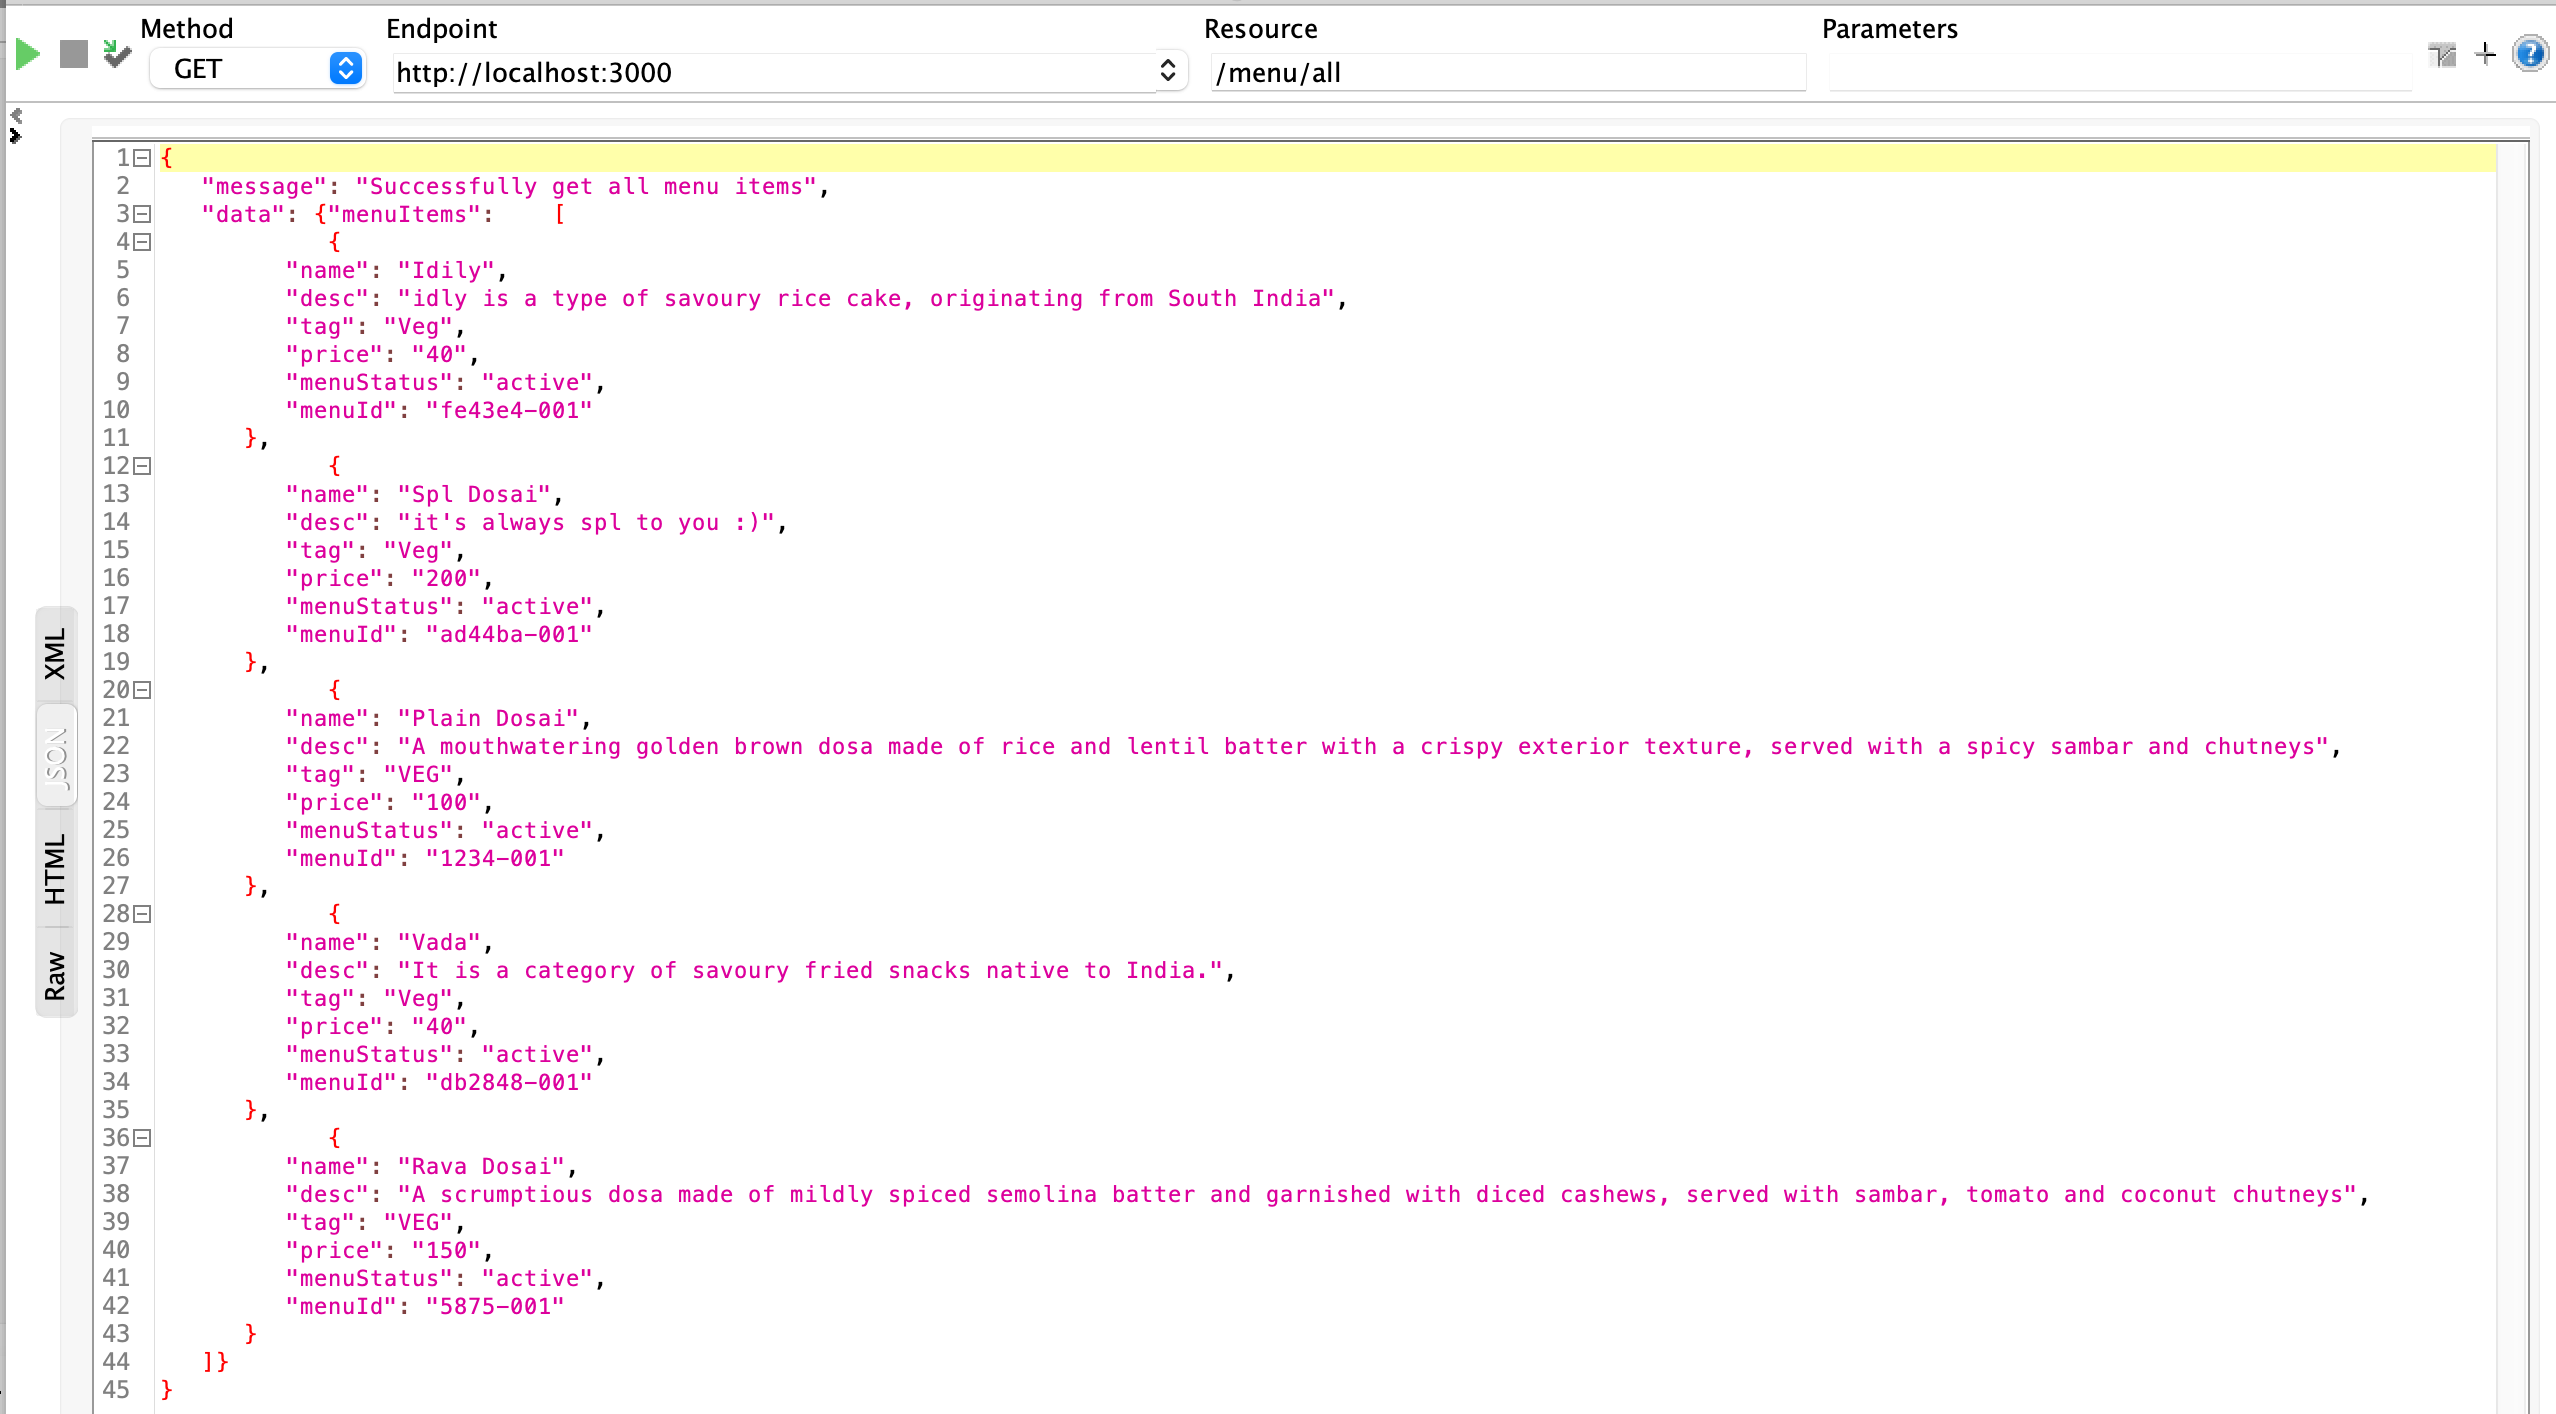 Method Endpoint Resource Parameters
GET http://localhost:3000 /menu/all
1 {
2 "message": "Successfully get all menu items",
3 "data": {"menuItems": [
4 {
5 "name": "Idily",
6 "desc": "idly is a type of savoury rice cake, originating from South India",
7 "tag": "Veg",
8 "price": "40",
9 "menuStatus": "active",
10 "menuId": "fe43e4-001"
11 },
12 {
13 "name": "Spl Dosai",
14 "desc": "it's always spl to you :)",
15 "tag": "Veg",
16 "price": "200",
17 "menuStatus": "active",
18 "menuId": "ad44ba-001"
19 },
20 {
21 "name": "Plain Dosai",
22 "desc": "A mouthwatering golden brown dosa made of rice and lentil batter with a crispy exterior texture, served with a spicy sambar and chutneys",
23 "tag": "VEG",
24 "price": "100",
25 "menuStatus": "active",
26 "menuId": "1234-001"
27 },
28 {
29 "name": "Vada",
30 "desc": "It is a category of savoury fried snacks native to India.",
31 "tag": "Veg",
32 "price": "40",
33 "menuStatus": "active",
34 "menuId": "db2848-001"
35 },
36 {
37 "name": "Rava Dosai",
38 "desc": "A scrumptious dosa made of mildly spiced semolina batter and garnished with diced cashews, served with sambar, tomato and coconut chutneys",
39 "tag": "VEG",
40 "price": "150",
41 "menuStatus": "active",
42 "menuId": "5875-001"
43 }
44 ]}
45 }
XML
JSON
HTML
Raw